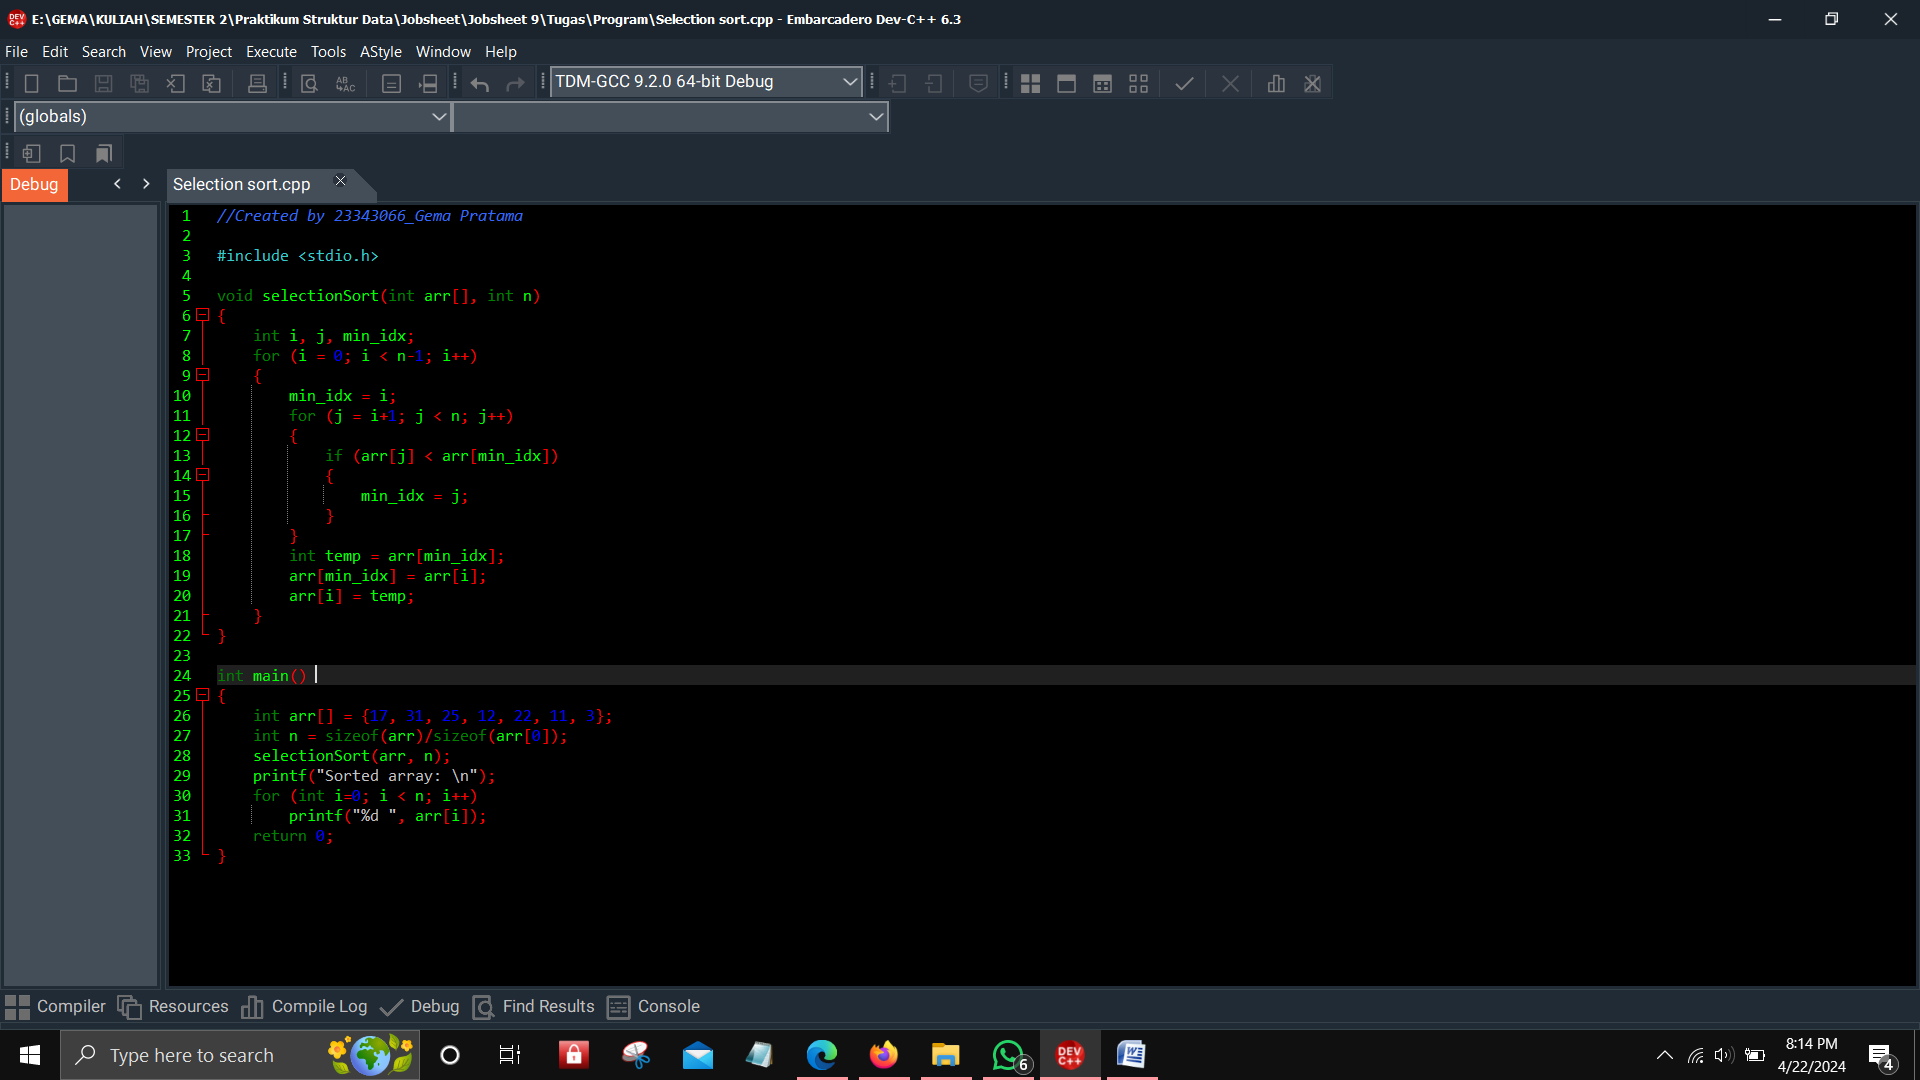 E:\GEMA\KULIAH\SEMESTER 2\Praktikum Struktur Data\Jobsheet\Jobsheet 9\Tugas\Program\Selection sort.cpp - Embarcadero Dev-C++ 6.3
File Edit Search View Project Execute Tools AStyle Window Help
TDM-GCC 9.2.0 64-bit Debug
(globals)
Debug
Selection sort.cpp
1 //Created by 23343066_Gema Pratama
2
3 #include <stdio.h>
4
5 void selectionSort(int arr[], int n)
6 {
7     int i, j, min_idx;
8     for (i = 0; i < n-1; i++)
9     {
10         min_idx = i;
11         for (j = i+1; j < n; j++)
12         {
13             if (arr[j] < arr[min_idx])
14             {
15                 min_idx = j;
16             }
17         }
18         int temp = arr[min_idx];
19         arr[min_idx] = arr[i];
20         arr[i] = temp;
21     }
22 }
23
24 int main()
25 {
26     int arr[] = {17, 31, 25, 12, 22, 11, 3};
27     int n = sizeof(arr)/sizeof(arr[0]);
28     selectionSort(arr, n);
29     printf("Sorted array: \n");
30     for (int i=0; i < n; i++)
31         printf("%d ", arr[i]);
32     return 0;
33 }
Compiler Resources Compile Log Debug Find Results Console
Type here to search
6
DEV C++
8:14 PM
4/22/2024
4